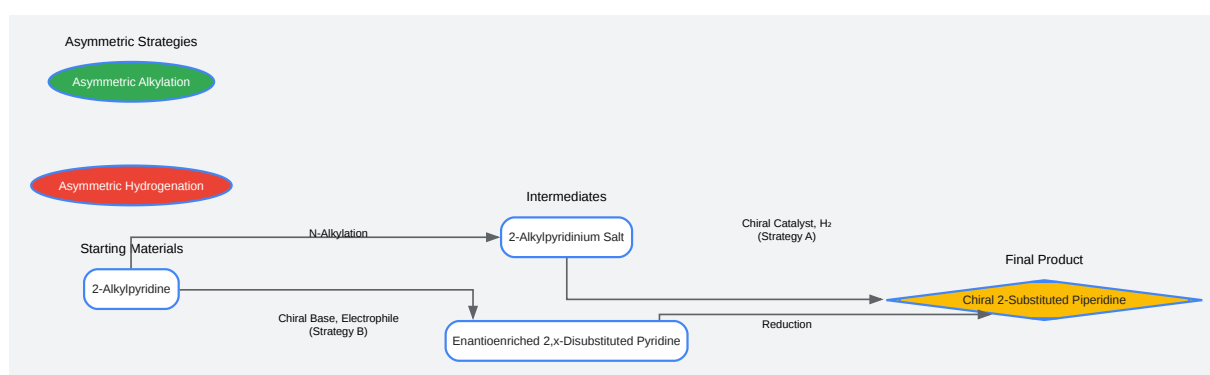 Asymmetric Strategies
Asymmetric Alkylation
Asymmetric Hydrogenation
Starting Materials
2-Alkylpyridine
N-Alkylation
Chiral Base, Electrophile
(Strategy B)
Intermediates
2-Alkylpyridinium Salt
Enantioenriched 2,x-Disubstituted Pyridine
Chiral Catalyst, H₂
(Strategy A)
Reduction
Final Product
Chiral 2-Substituted Piperidine